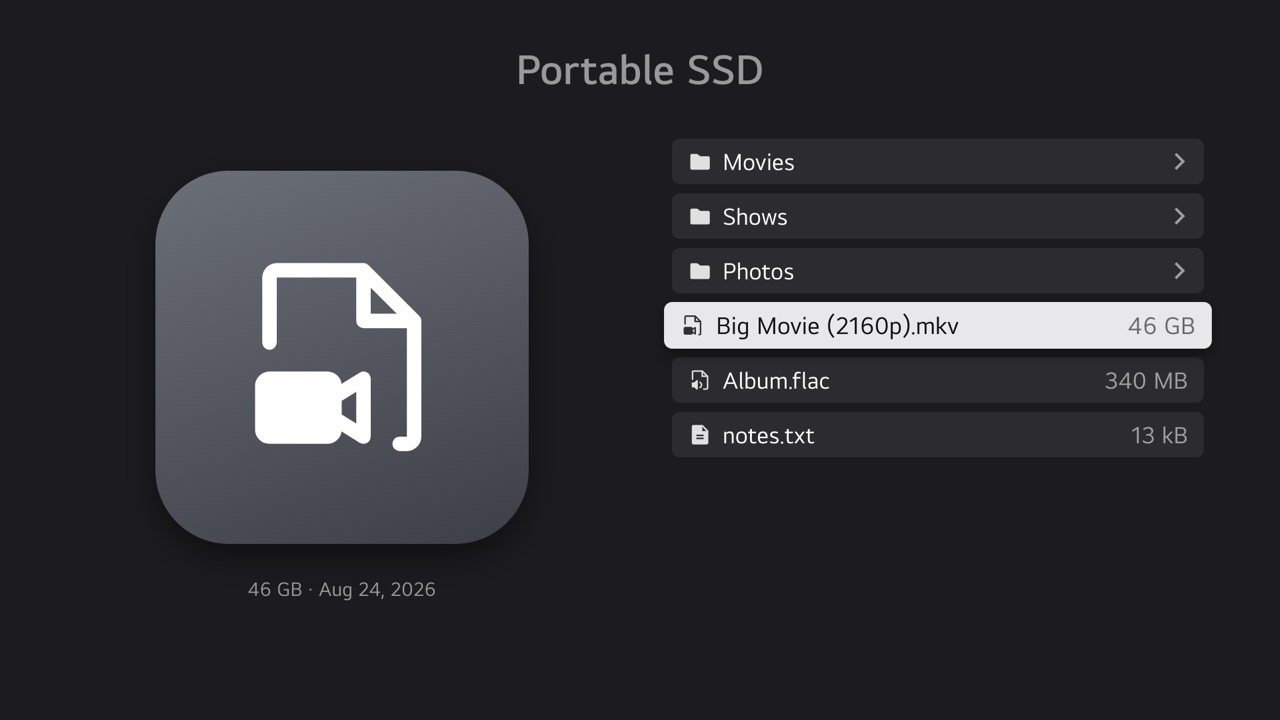 Portable SSD
Movies
Shows
Photos
Big Movie (2160p).mkv 46 GB
Album.flac 340 MB
notes.txt 13 kB
46 GB · Aug 24, 2026